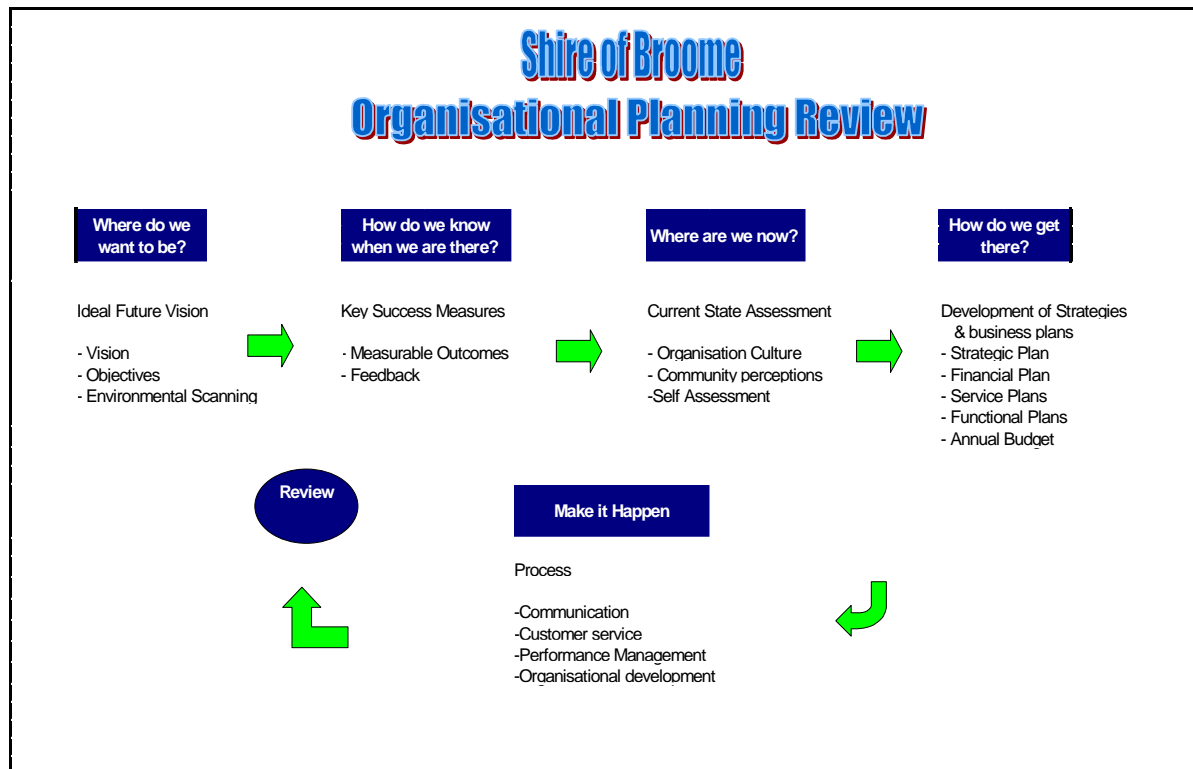 Shire of Broome
Organisational Planning Review
Where do we
want to be?
How do we know
when we are there?
Where are we now?
How do we get
there?
Ideal Future Vision
- Vision
- Objectives
- Environmental Scanning
Key Success Measures
- Measurable Outcomes
- Feedback
Current State Assessment
- Organisation Culture
- Community perceptions
-Self Assessment
Development of Strategies
& business plans
- Strategic Plan
- Financial Plan
- Service Plans
- Functional Plans
- Annual Budget
Review
Make it Happen
Process
-Communication
-Customer service
-Performance Management
-Organisational development